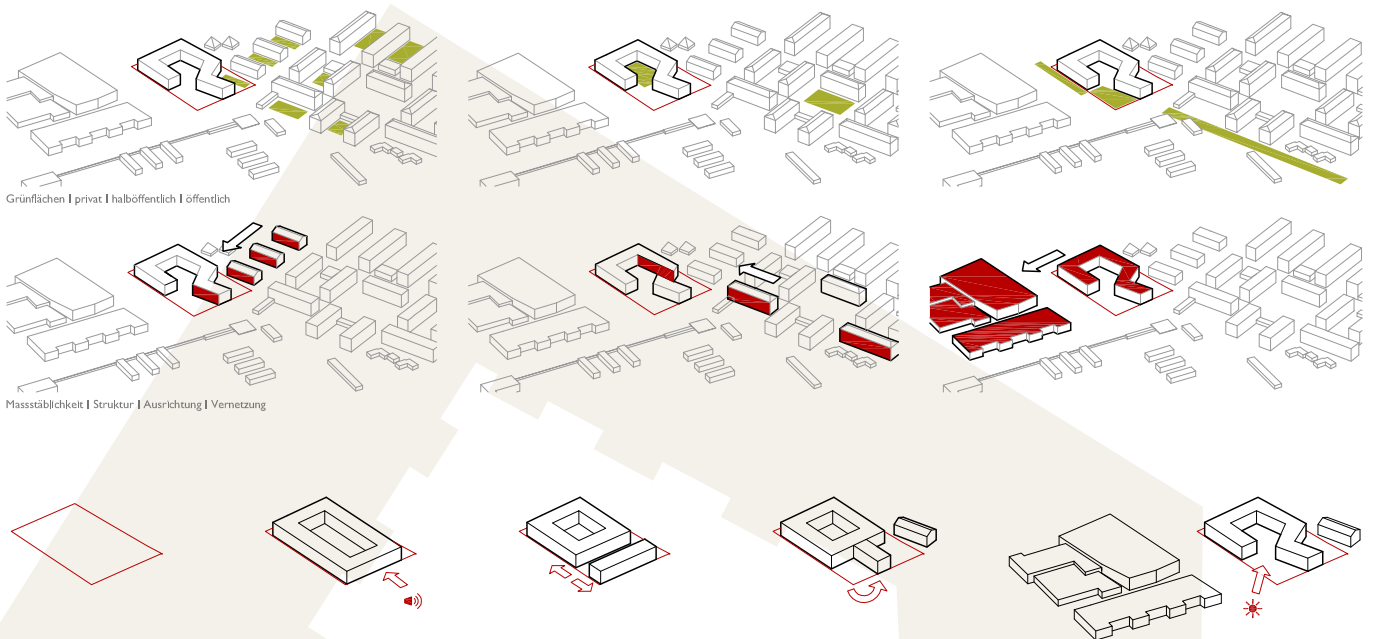 Grünflächen | privat | halböffentlich | öffentlich
Massstäblichkeit | Struktur | Ausrichtung | Vernetzung